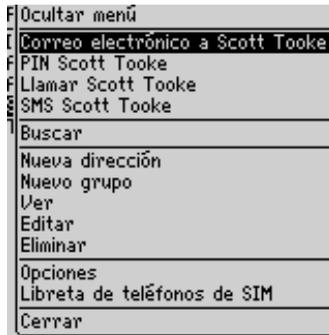 Ocultar menú
Correo electrónico a Scott Tooke
PIN Scott Tooke
Llamar Scott Tooke
SMS Scott Tooke
Buscar
Nueva dirección
Nuevo grupo
Ver
Editar
Eliminar
Opciones
Libreta de teléfonos de SIM
Cerrar